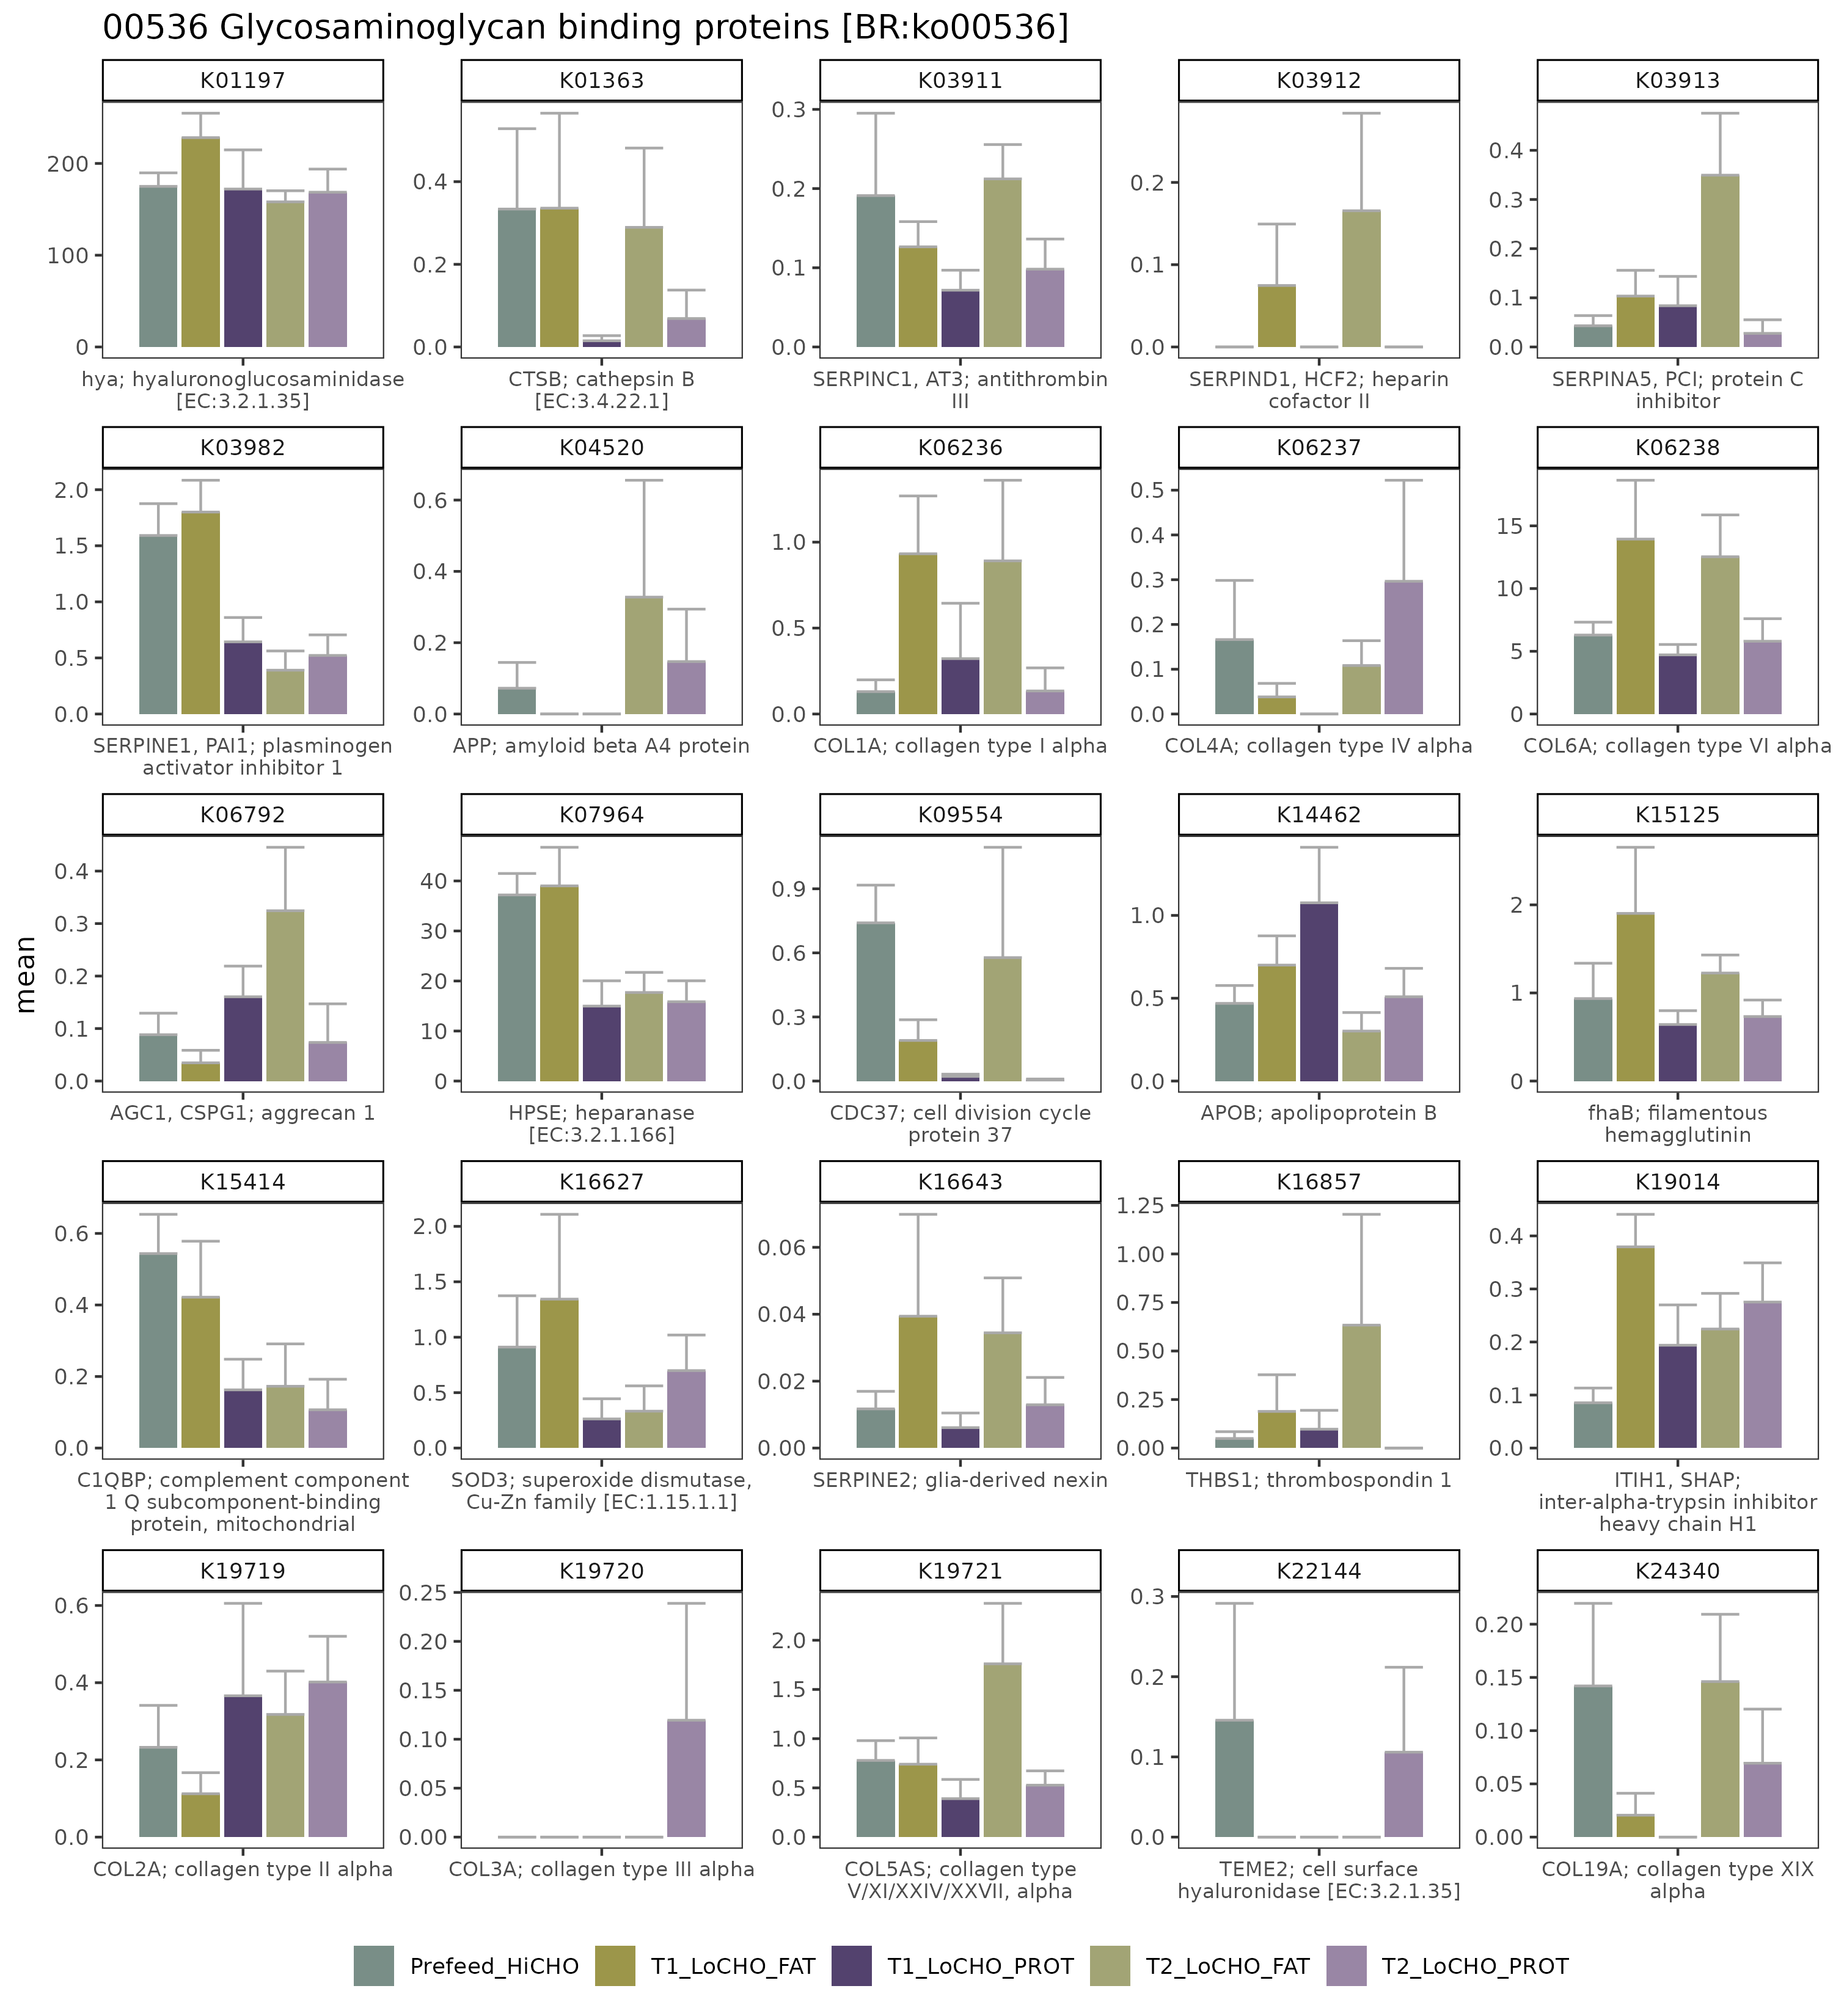 00536 Glycosaminoglycan binding proteins [BR:ko00536]
K01197
K01363
K03911
K03912
K03913
200
100
0
0.4
0.2
0.0
0.3
0.2
0.1
0.0
0.2
0.1
0.0
0.4
0.3
0.2
0.1
0.0
hya; hyaluronoglucosaminidase
[EC:3.2.1.35]
CTSB; cathepsin B
[EC:3.4.22.1]
SERPINC1, AT3; antithrombin
III
SERPIND1, HCF2; heparin
cofactor II
SERPINA5, PCI; protein C
inhibitor
K03982
K04520
K06236
K06237
K06238
2.0
1.5
1.0
0.5
0.0
0.6
0.4
0.2
0.0
1.0
0.5
0.0
0.5
0.4
0.3
0.2
0.1
0.0
15
10
5
0
SERPINE1, PAI1; plasminogen
activator inhibitor 1
APP; amyloid beta A4 protein
COL1A; collagen type I alpha
COL4A; collagen type IV alpha
COL6A; collagen type VI alpha
mean
K06792
K07964
K09554
K14462
K15125
0.4
0.3
0.2
0.1
0.0
40
30
20
10
0
0.9
0.6
0.3
0.0
1.0
0.5
0.0
2
1
0
AGC1, CSPG1; aggrecan 1
HPSE; heparanase
[EC:3.2.1.166]
CDC37; cell division cycle
protein 37
APOB; apolipoprotein B
fhaB; filamentous
hemagglutinin
K15414
K16627
K16643
K16857
K19014
0.6
0.4
0.2
0.0
2.0
1.5
1.0
0.5
0.0
0.06
0.04
0.02
0.00
1.25
1.00
0.75
0.50
0.25
0.00
0.4
0.3
0.2
0.1
0.0
C1QBP; complement component
1 Q subcomponent-binding
protein, mitochondrial
SOD3; superoxide dismutase,
Cu-Zn family [EC:1.15.1.1]
SERPINE2; glia-derived nexin
THBS1; thrombospondin 1
ITIH1, SHAP;
inter-alpha-trypsin inhibitor
heavy chain H1
K19719
K19720
K19721
K22144
K24340
0.6
0.4
0.2
0.0
0.25
0.20
0.15
0.10
0.05
0.00
2.0
1.5
1.0
0.5
0.0
0.3
0.2
0.1
0.0
0.20
0.15
0.10
0.05
0.00
COL2A; collagen type II alpha
COL3A; collagen type III alpha
COL5AS; collagen type
V/XI/XXIV/XXVII, alpha
TEME2; cell surface
hyaluronidase [EC:3.2.1.35]
COL19A; collagen type XIX
alpha
Prefeed_HiCHO
T1_LoCHO_FAT
T1_LoCHO_PROT
T2_LoCHO_FAT
T2_LoCHO_PROT